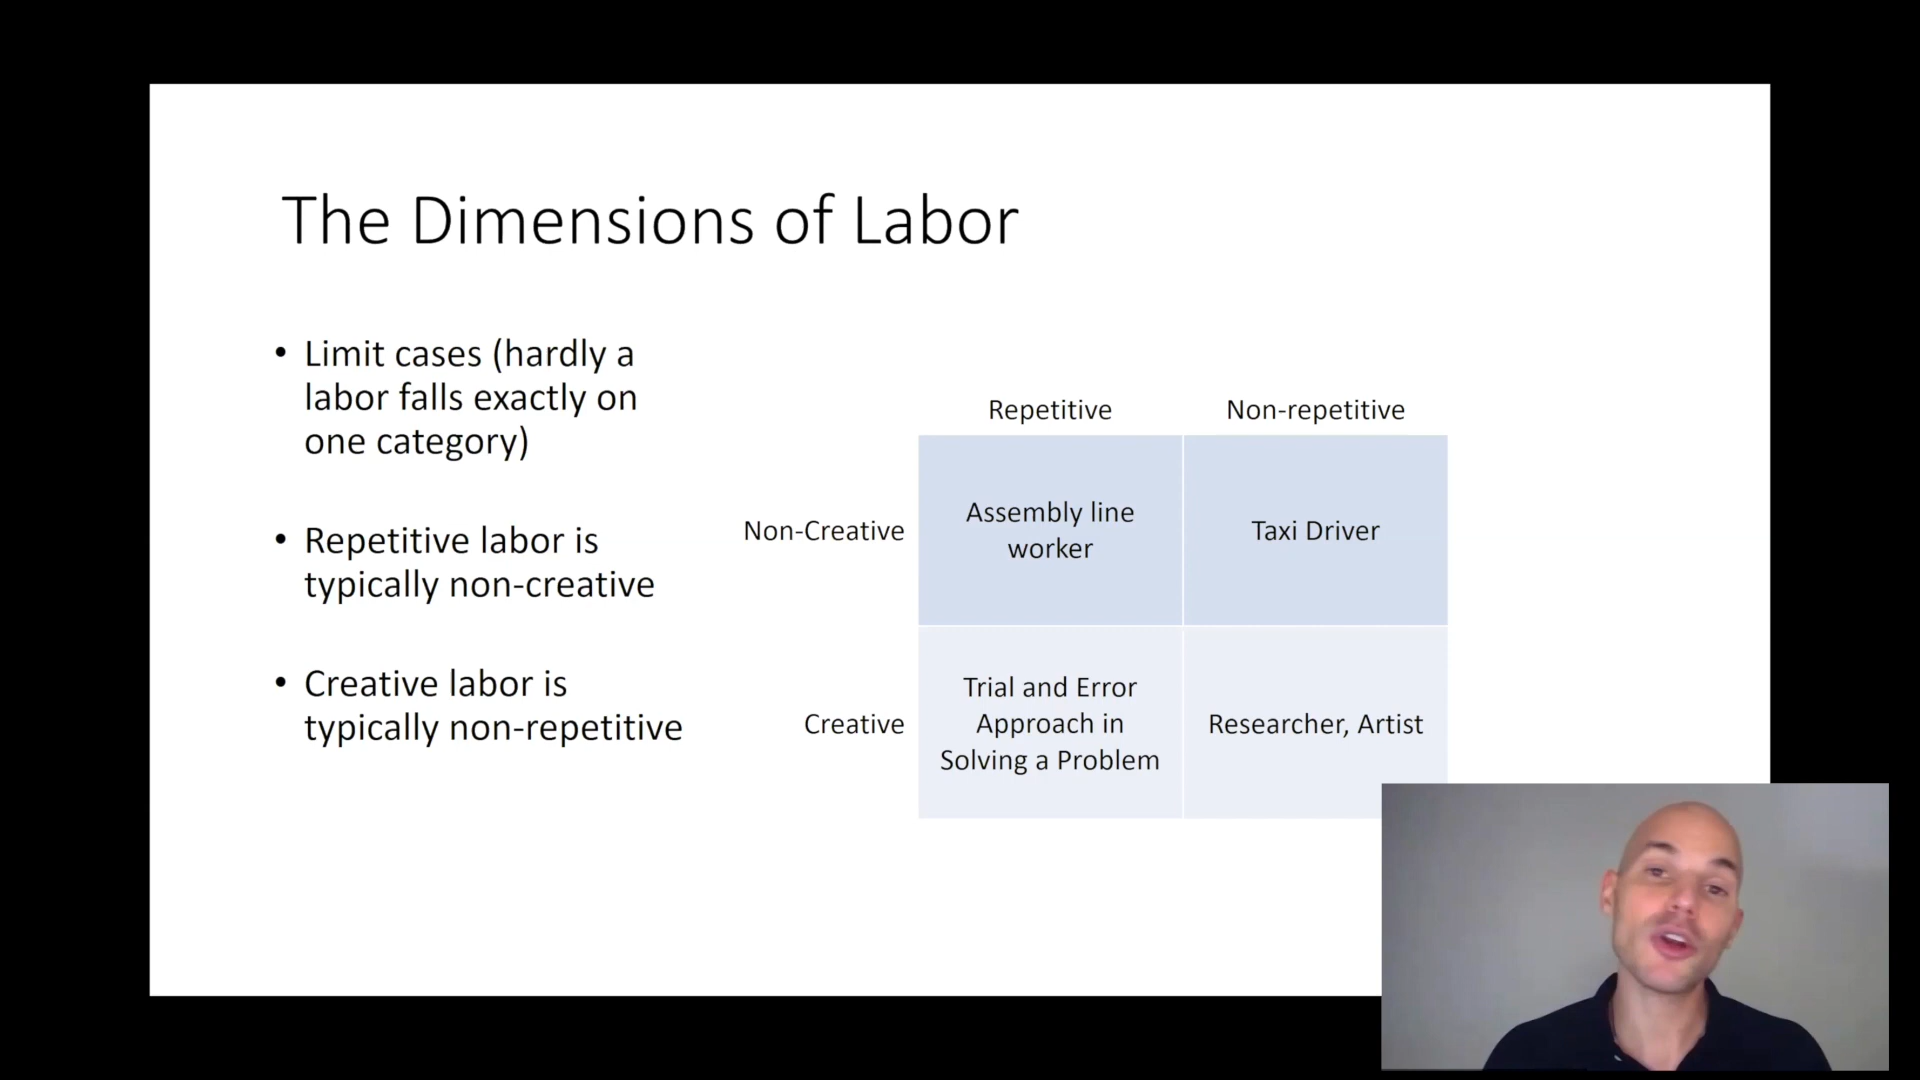 The Dimensions of Labor
• Limit cases (hardly a
labor falls exactly on
one category)
• Repetitive labor is
typically non-creative
• Creative labor is
typically non-repetitive
Repetitive
Non-repetitive
Non-Creative
Assembly line
worker
Taxi Driver
Creative
Trial and Error
Approach in
Solving a Problem
Researcher, Artist